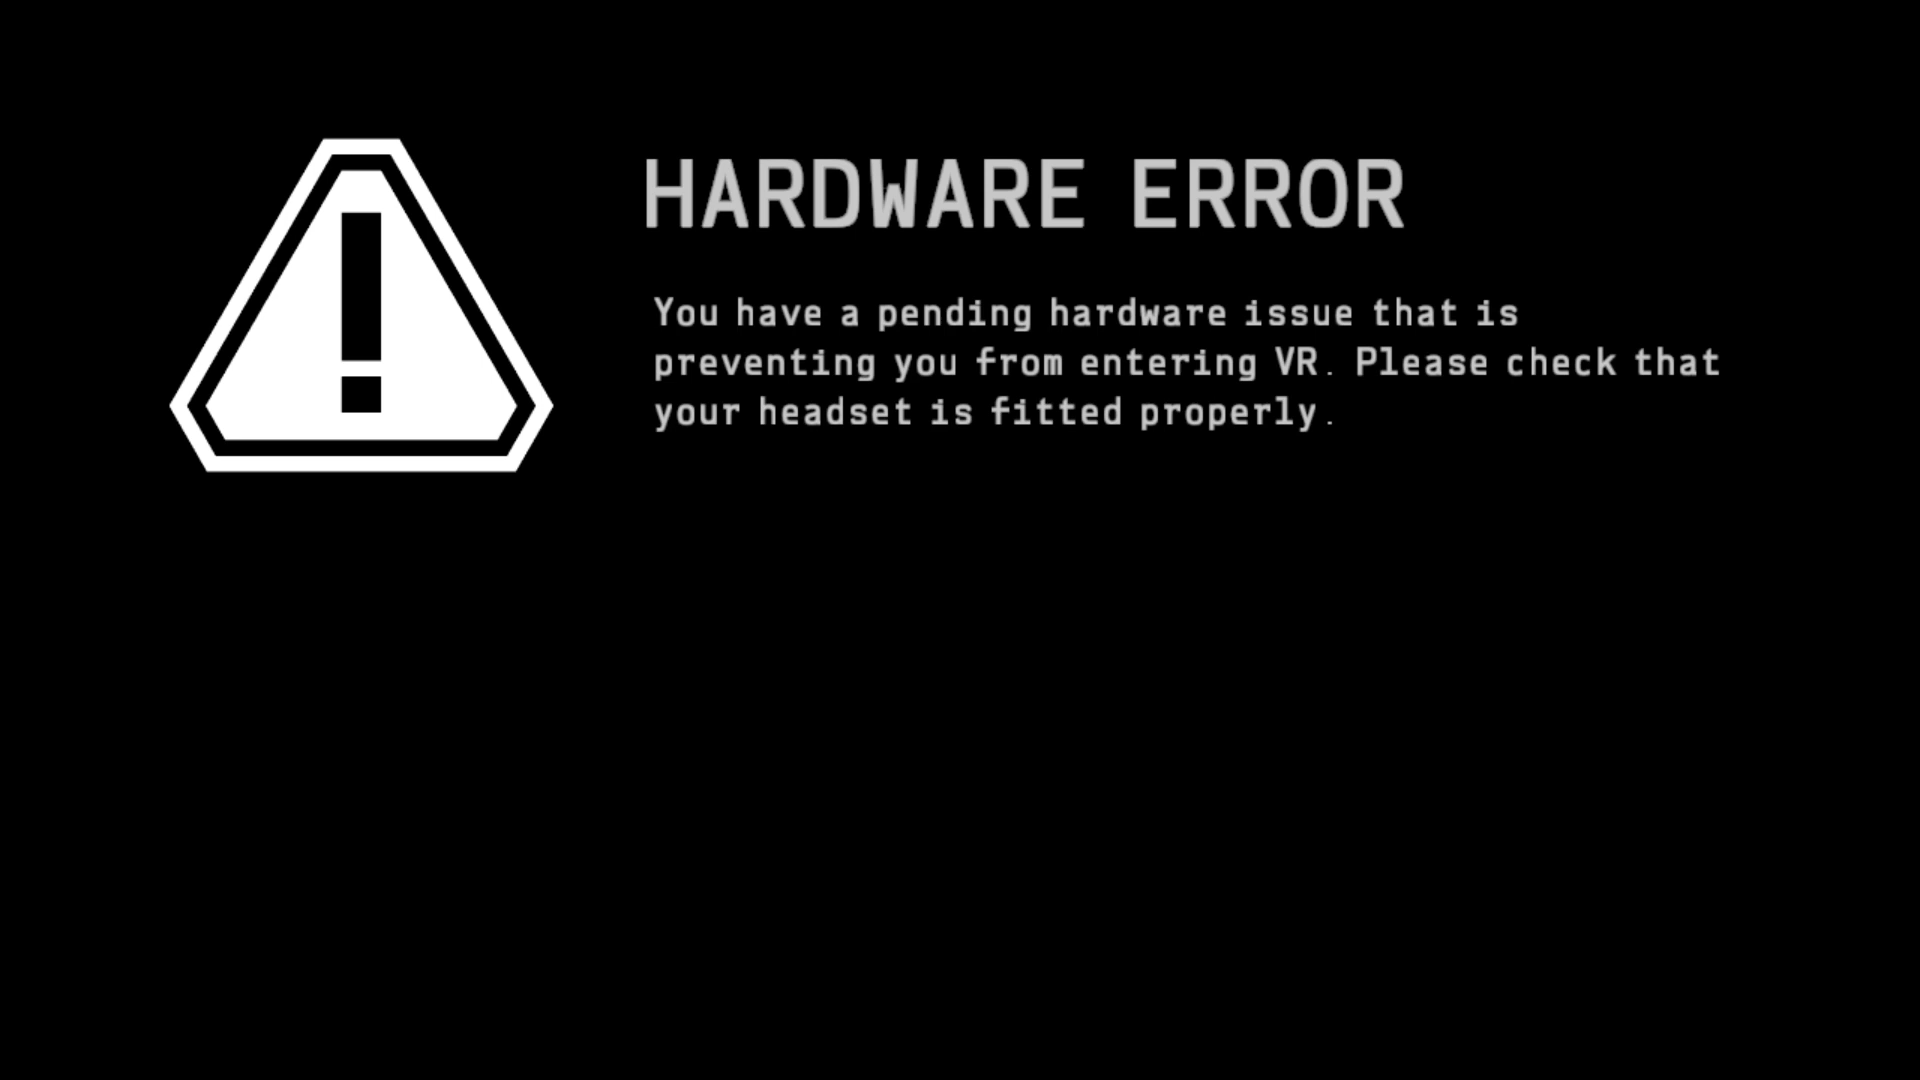 HARDWARE ERROR
You have a pending hardware issue that is
preventing you from entering VR. Please check that
your headset is fitted properly.